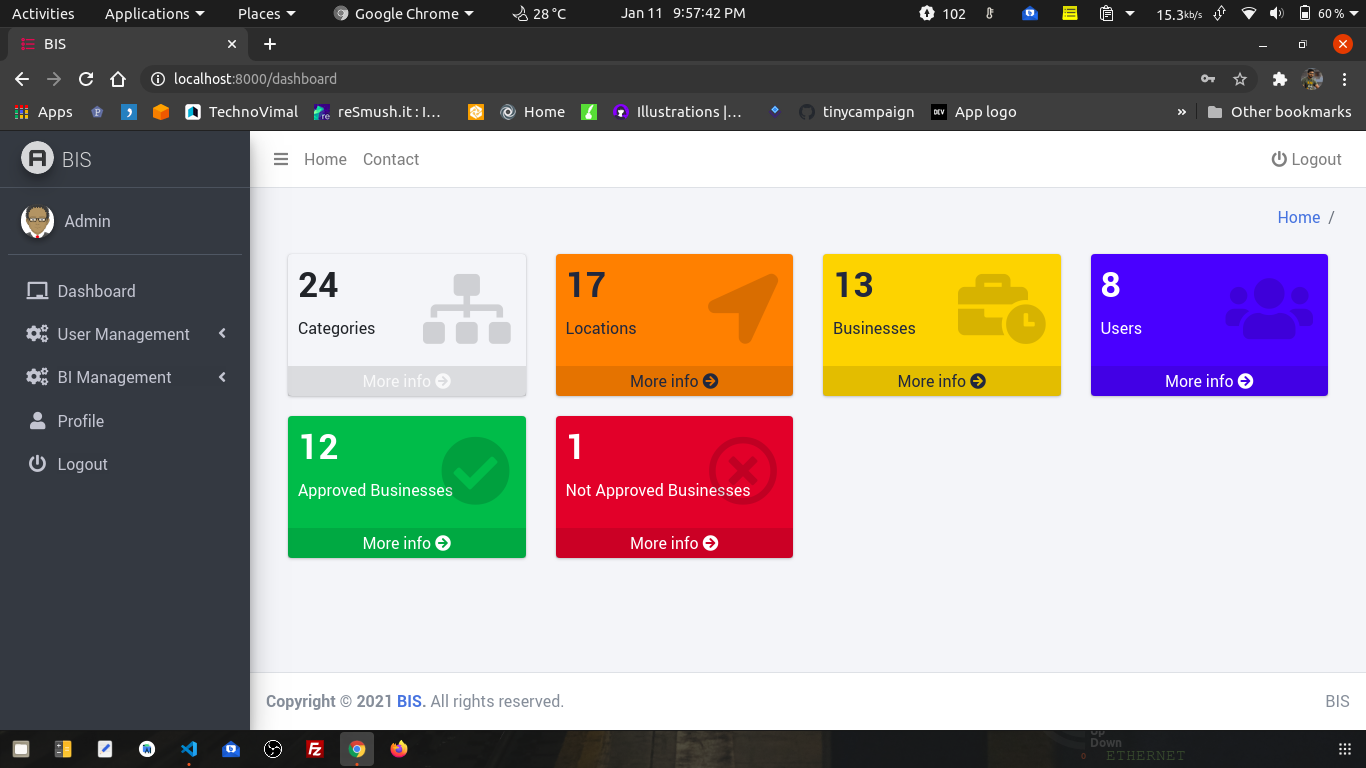 Activities Applications Places Google Chrome 28 °C Jan 11 9:57:42 PM 102 15.3kb/s 60 %
BIS
localhost:8000/dashboard
Apps TechnoVimal reSmush.it : I... Home Illustrations |... tinycampaign DEV App logo » Other bookmarks
BIS Home Contact Logout
Admin
Home /
Dashboard
User Management
BI Management
Profile
Logout
24
Categories
More info
17
Locations
More info
13
Businesses
More info
8
Users
More info
12
Approved Businesses
More info
1
Not Approved Businesses
More info
Copyright © 2021 BIS. All rights reserved. BIS
Up
Down
ETHERNET